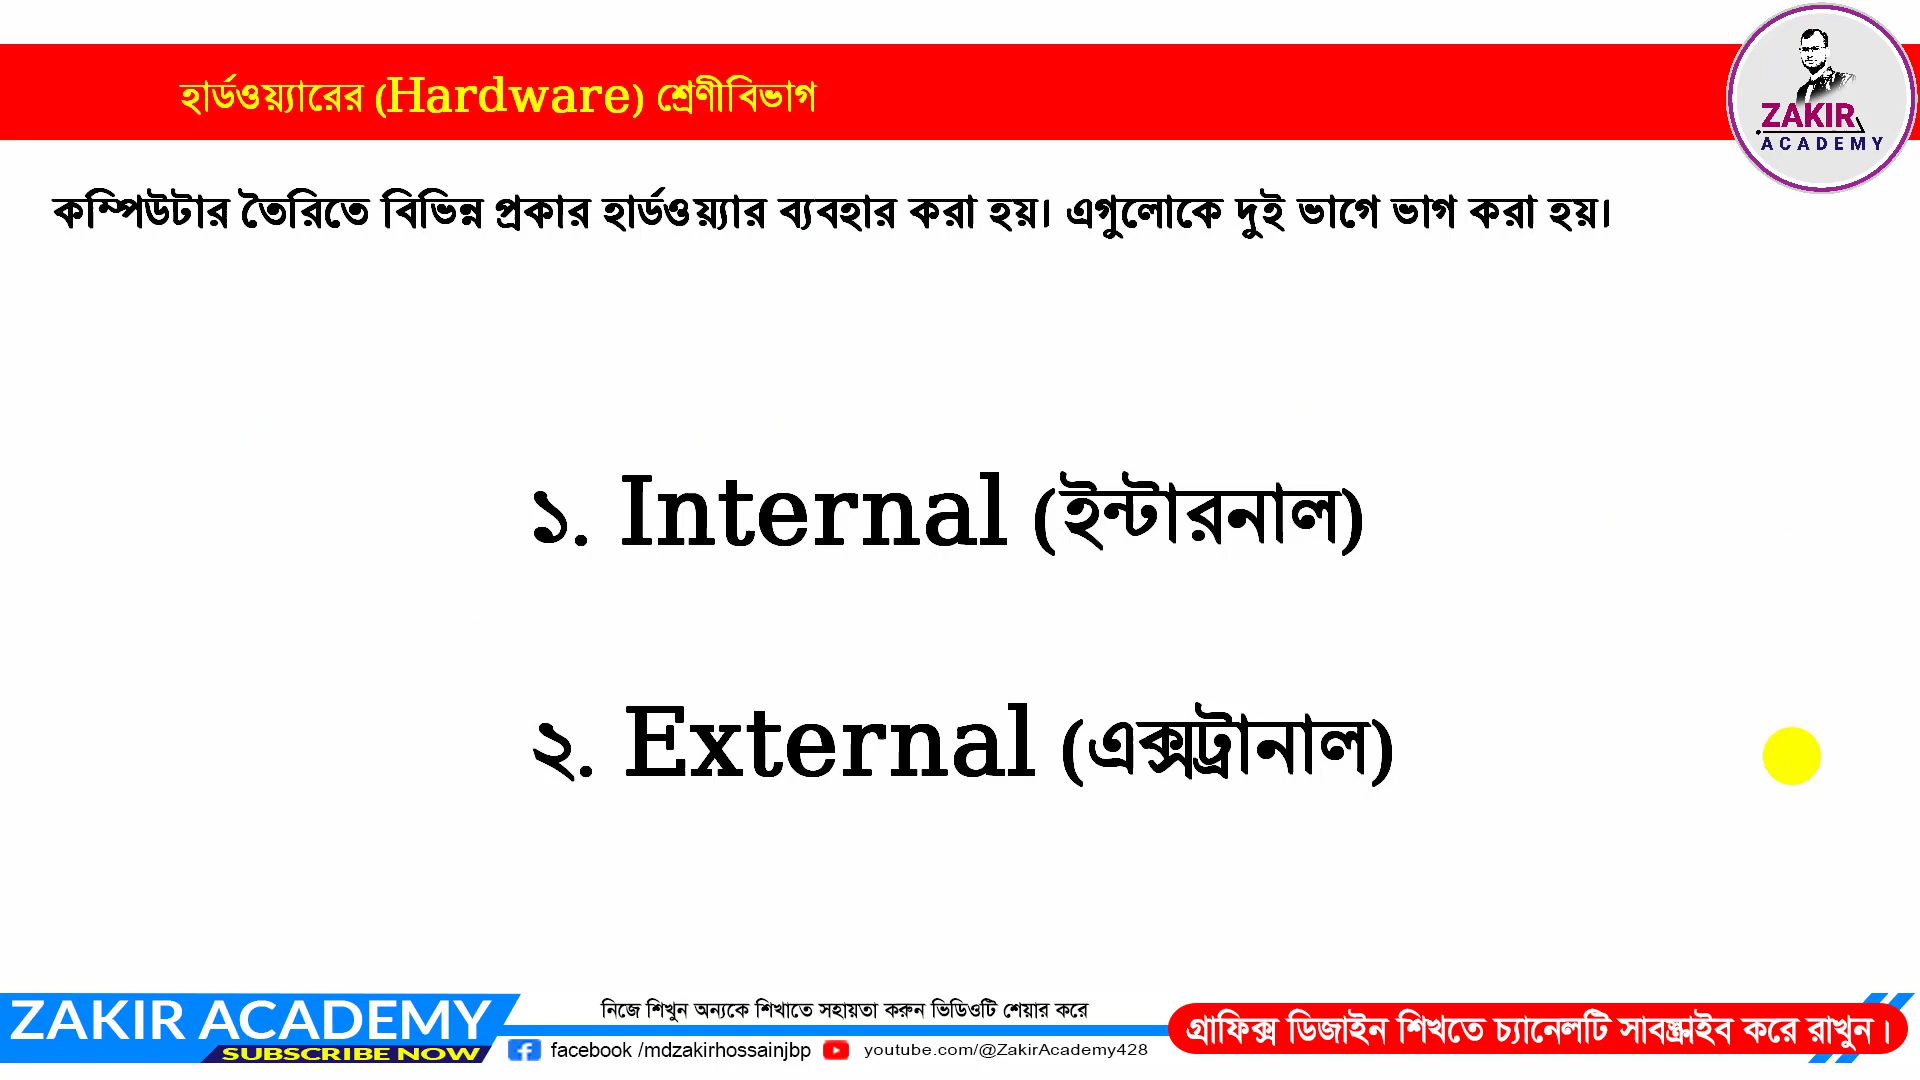 হার্ডওয়্যারের (Hardware) শ্রেণীবিভাগ
ZAKIR
ACADEMY
কম্পিউটার তৈরিতে বিভিন্ন প্রকার হার্ডওয়্যার ব্যবহার করা হয়। এগুলোকে দুই ভাগে ভাগ করা হয়।
১. Internal (ইন্টারনাল)
২. External (এক্সট্রানাল)
ZAKIR ACADEMY
SUBSCRIBE NOW
নিজে শিখুন অন্যকে শিখাতে সহায়তা করুন ভিডিওটি শেয়ার করে
facebook /mdzakirhossainjbp youtube.com/@ZakirAcademy428
গ্রাফিক্স ডিজাইন শিখতে চ্যানেলটি সাবস্ক্রাইব করে রাখুন।